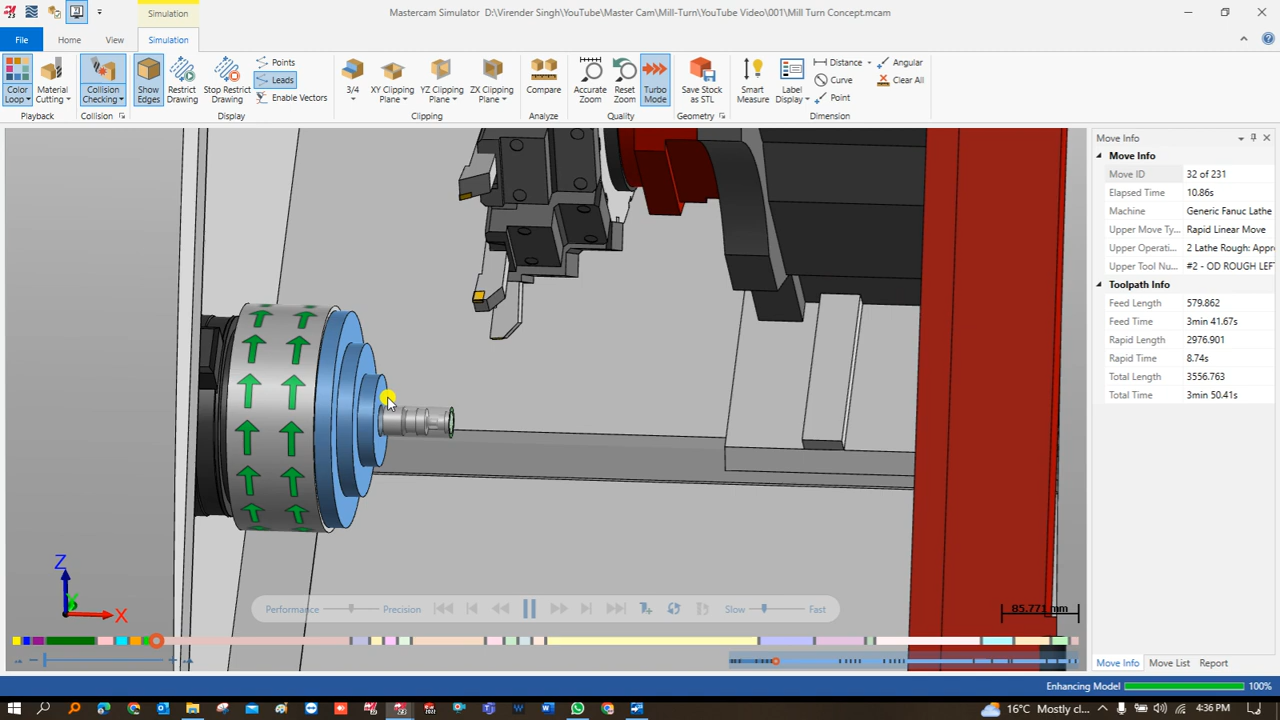 Simulation
Mastercam Simulator D:\Virender Singh\YouTube\Master Cam\Mill-Turn\YouTube Video\001\Mill Turn Concept.mcam
File
Home
View
Simulation
Color Loop
Material Cutting
Playback
Collision Checking
Collision
Show Edges
Restrict Drawing
Stop Restrict Drawing
Points
Leads
Enable Vectors
Display
3/4
XY Clipping Plane
YZ Clipping Plane
ZX Clipping Plane
Clipping
Compare
Analyze
Accurate Zoom
Reset Zoom
Turbo Mode
Quality
Save Stock as STL
Geometry
Smart Measure
Label Display
Distance
Curve
Point
Angular
Clear All
Dimension
Move Info
Move Info
Move ID 32 of 231
Elapsed Time 10.86s
Machine Generic Fanuc Lathe
Upper Move Ty... Rapid Linear Move
Upper Operati... 2 Lathe Rough: Appr
Upper Tool Nu... #2 - OD ROUGH LEFT
Toolpath Info
Feed Length 579.862
Feed Time 3min 41.67s
Rapid Length 2976.901
Rapid Time 8.74s
Total Length 3556.763
Total Time 3min 50.41s
Z
X
Performance
Precision
Slow
Fast
85.771 mm
Move Info
Move List
Report
Enhancing Model
100%
16°C Mostly cl...
4:36 PM